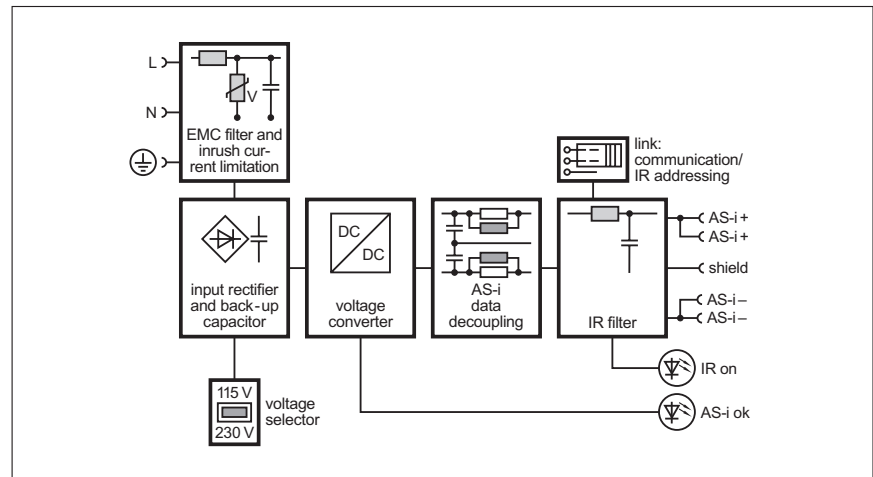 L
N
V
EMC filter and
inrush cur-
rent limitation
link:
communication/
IR addressing
input rectifier
and back-up
capacitor
DC
DC
voltage
converter
AS-i
data
decoupling
IR filter
AS-i +
AS-i +
shield
AS-i –
AS-i –
IR on
AS-i ok
115 V
230 V
voltage
selector